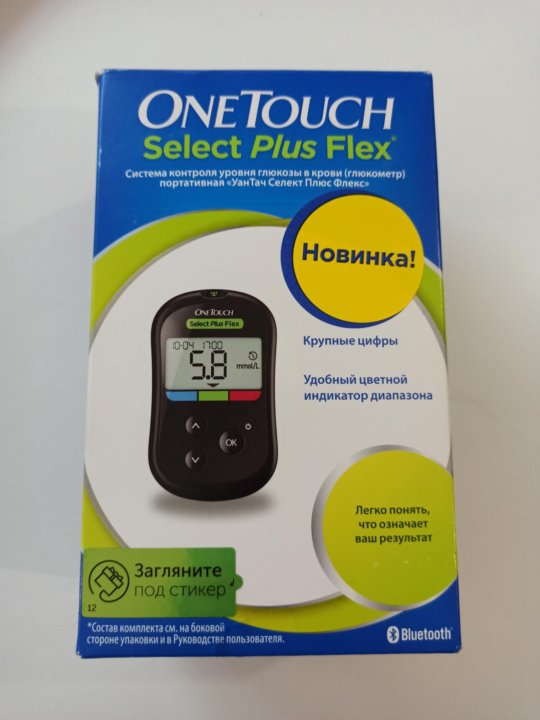 ONETOUCH
Select Plus Flex®
Система контроля уровня глюкозы в крови (глюкометр)
портативная «УанТач Селект Плюс Флекс»
Новинка!
ONETOUCH
Select Plus Flex
10-04 17:00
5.8
mmol/L
OK
Крупные цифры
Удобный цветной
индикатор диапазона
Легко понять,
что означает
ваш результат
Загляните
под стикер
12
*Состав комплекта см. на боковой
стороне упаковки и в Руководстве пользователя.
Bluetooth®